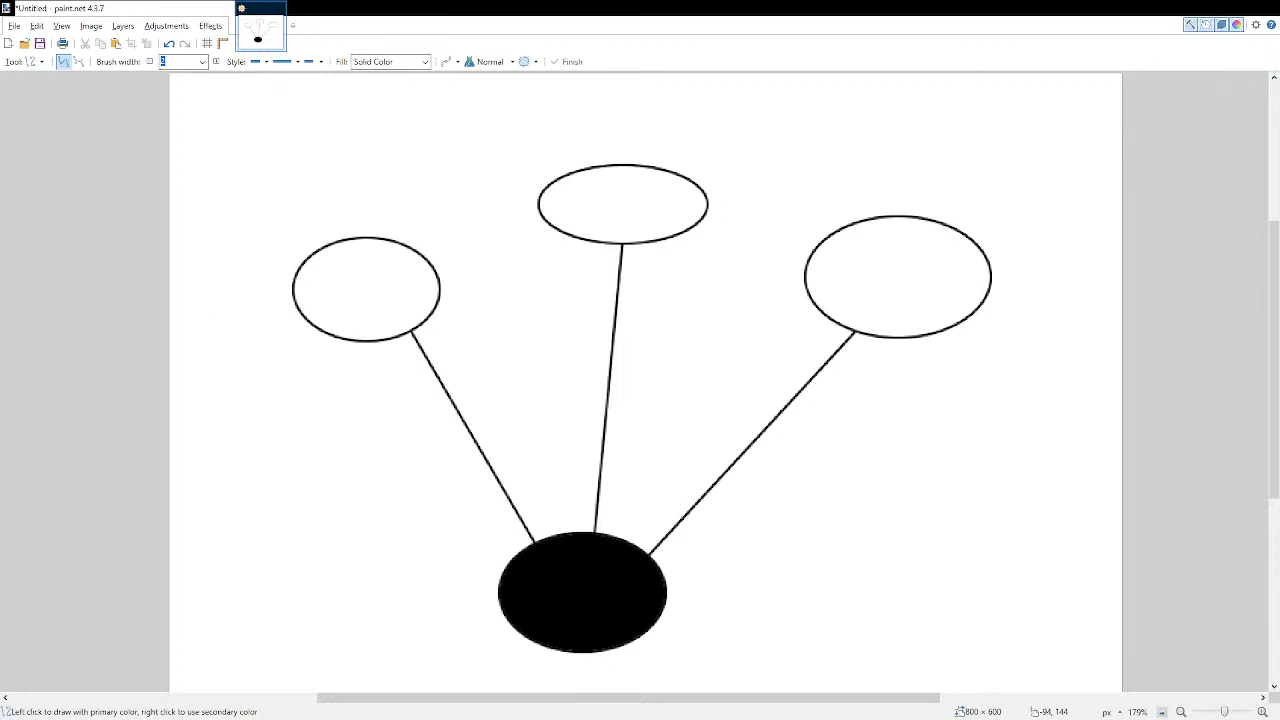 *Untitled - paint.net 4.3.7
File Edit View Image Layers Adjustments Effects
Tool: Brush width: 2 Style: Fill: Solid Color Normal Finish
Left click to draw with primary color, right click to use secondary color 800 × 600 -94, 144 px 179%